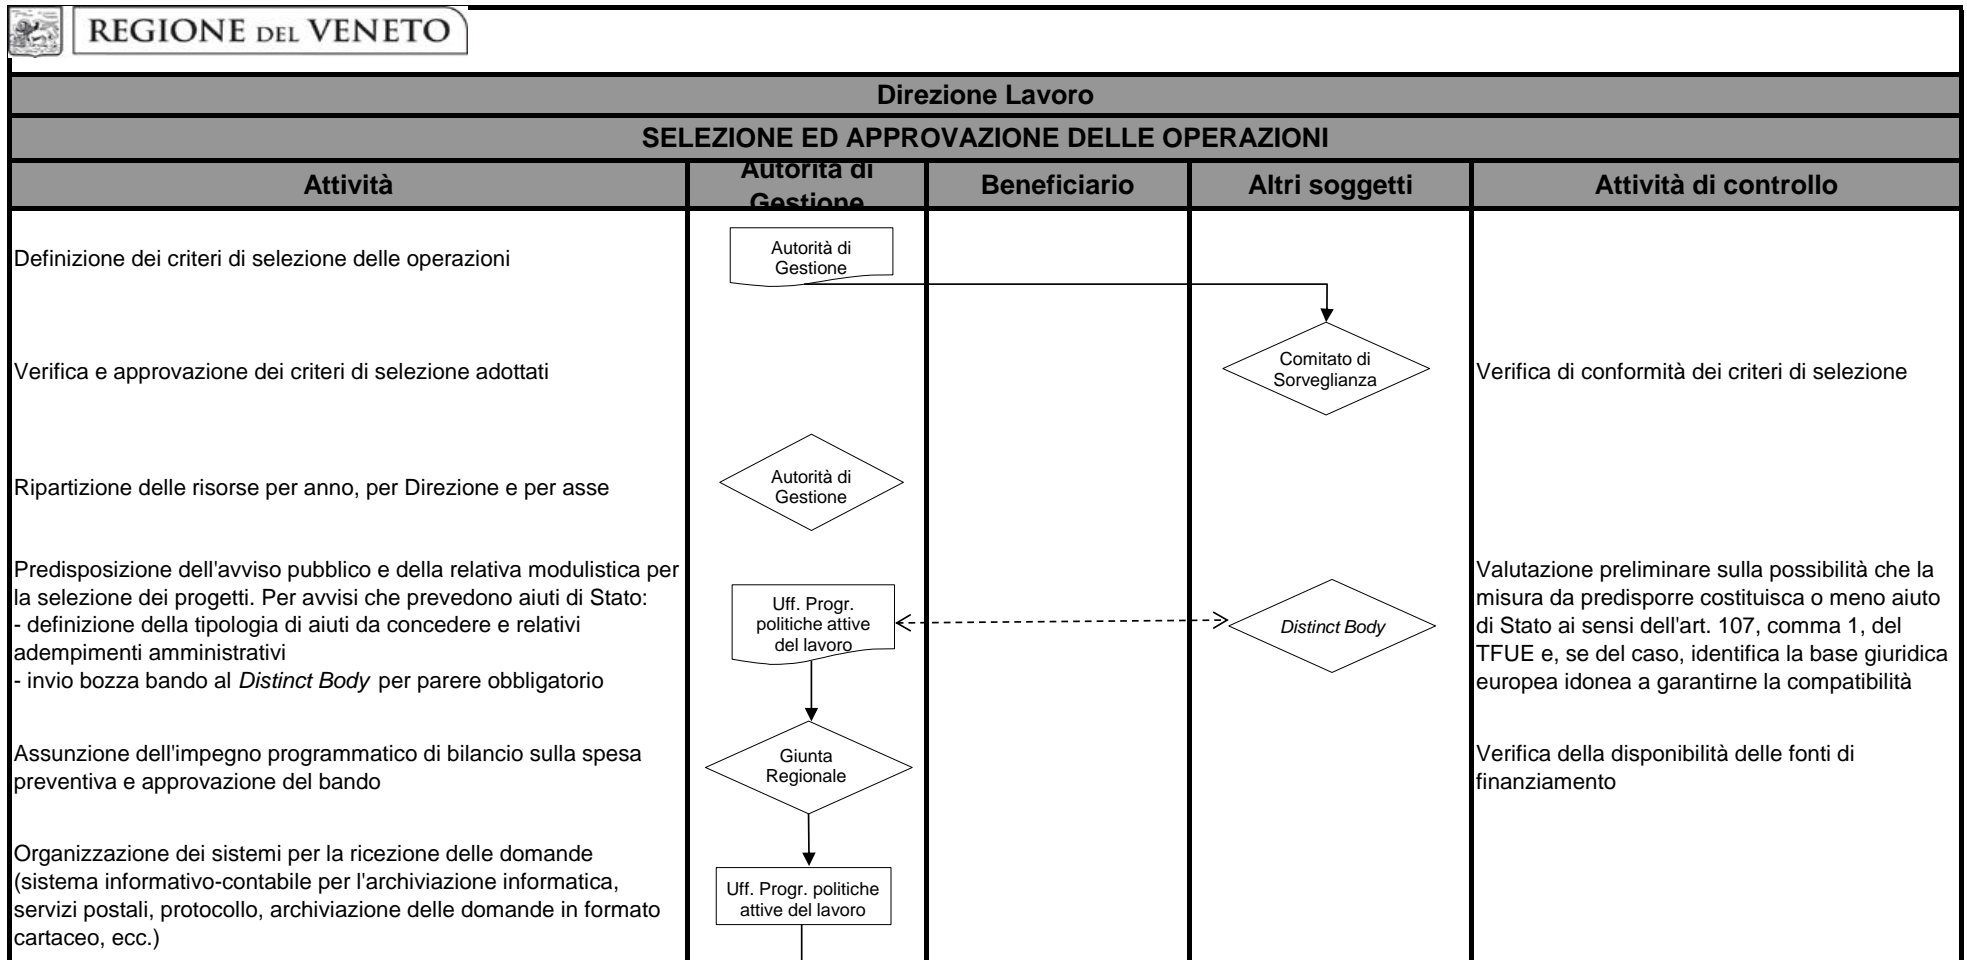 REGIONE DEL VENETO
Direzione Lavoro
SELEZIONE ED APPROVAZIONE DELLE OPERAZIONI
Attività
Autorità di
Gestione
Beneficiario
Altri soggetti
Attività di controllo
Definizione dei criteri di selezione delle operazioni
Autorità di
Gestione
Verifica e approvazione dei criteri di selezione adottati
Comitato di
Sorveglianza
Verifica di conformità dei criteri di selezione
Ripartizione delle risorse per anno, per Direzione e per asse
Autorità di
Gestione
Predisposizione dell'avviso pubblico e della relativa modulistica per
la selezione dei progetti. Per avvisi che prevedono aiuti di Stato:
- definizione della tipologia di aiuti da concedere e relativi
adempimenti amministrativi
- invio bozza bando al Distinct Body per parere obbligatorio
Uff. Progr.
politiche attive
del lavoro
Distinct Body
Valutazione preliminare sulla possibilità che la
misura da predisporre costituisca o meno aiuto
di Stato ai sensi dell'art. 107, comma 1, del
TFUE e, se del caso, identifica la base giuridica
europea idonea a garantirne la compatibilità
Assunzione dell'impegno programmatico di bilancio sulla spesa
preventiva e approvazione del bando
Giunta
Regionale
Verifica della disponibilità delle fonti di
finanziamento
Organizzazione dei sistemi per la ricezione delle domande
(sistema informativo-contabile per l'archiviazione informatica,
servizi postali, protocollo, archiviazione delle domande in formato
cartaceo, ecc.)
Uff. Progr. politiche
attive del lavoro